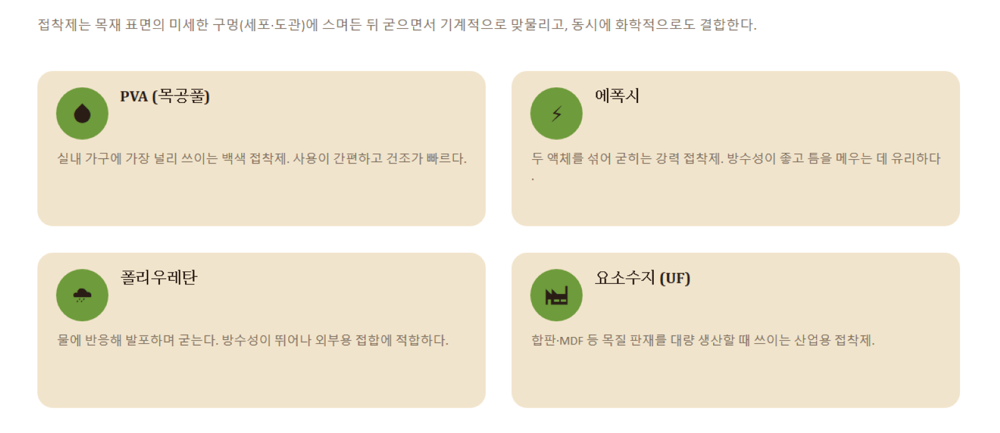 접착제는 목재 표면의 미세한 구멍(세포·도관)에 스며든 뒤 굳으면서 기계적으로 맞물리고, 동시에 화학적으로도 결합한다.
PVA (목공풀)
실내 가구에 가장 널리 쓰이는 백색 접착제. 사용이 간편하고 건조가 빠르다.
에폭시
두 액체를 섞어 굳히는 강력 접착제. 방수성이 좋고 틈을 메우는 데 유리하다
.
폴리우레탄
물에 반응해 발포하며 굳는다. 방수성이 뛰어나 외부용 접합에 적합하다.
요소수지 (UF)
합판·MDF 등 목질 판재를 대량 생산할 때 쓰이는 산업용 접착제.